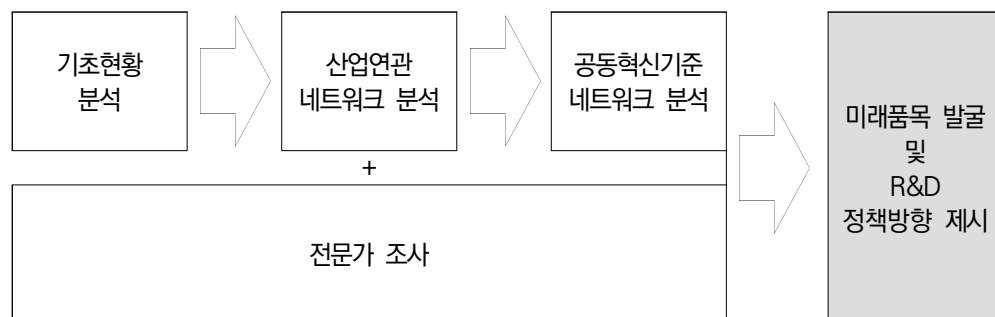 기초현황
분석
산업연관
네트워크 분석
공동혁신기준
네트워크 분석
+
전문가 조사
미래품목 발굴
및
R&D
정책방향 제시